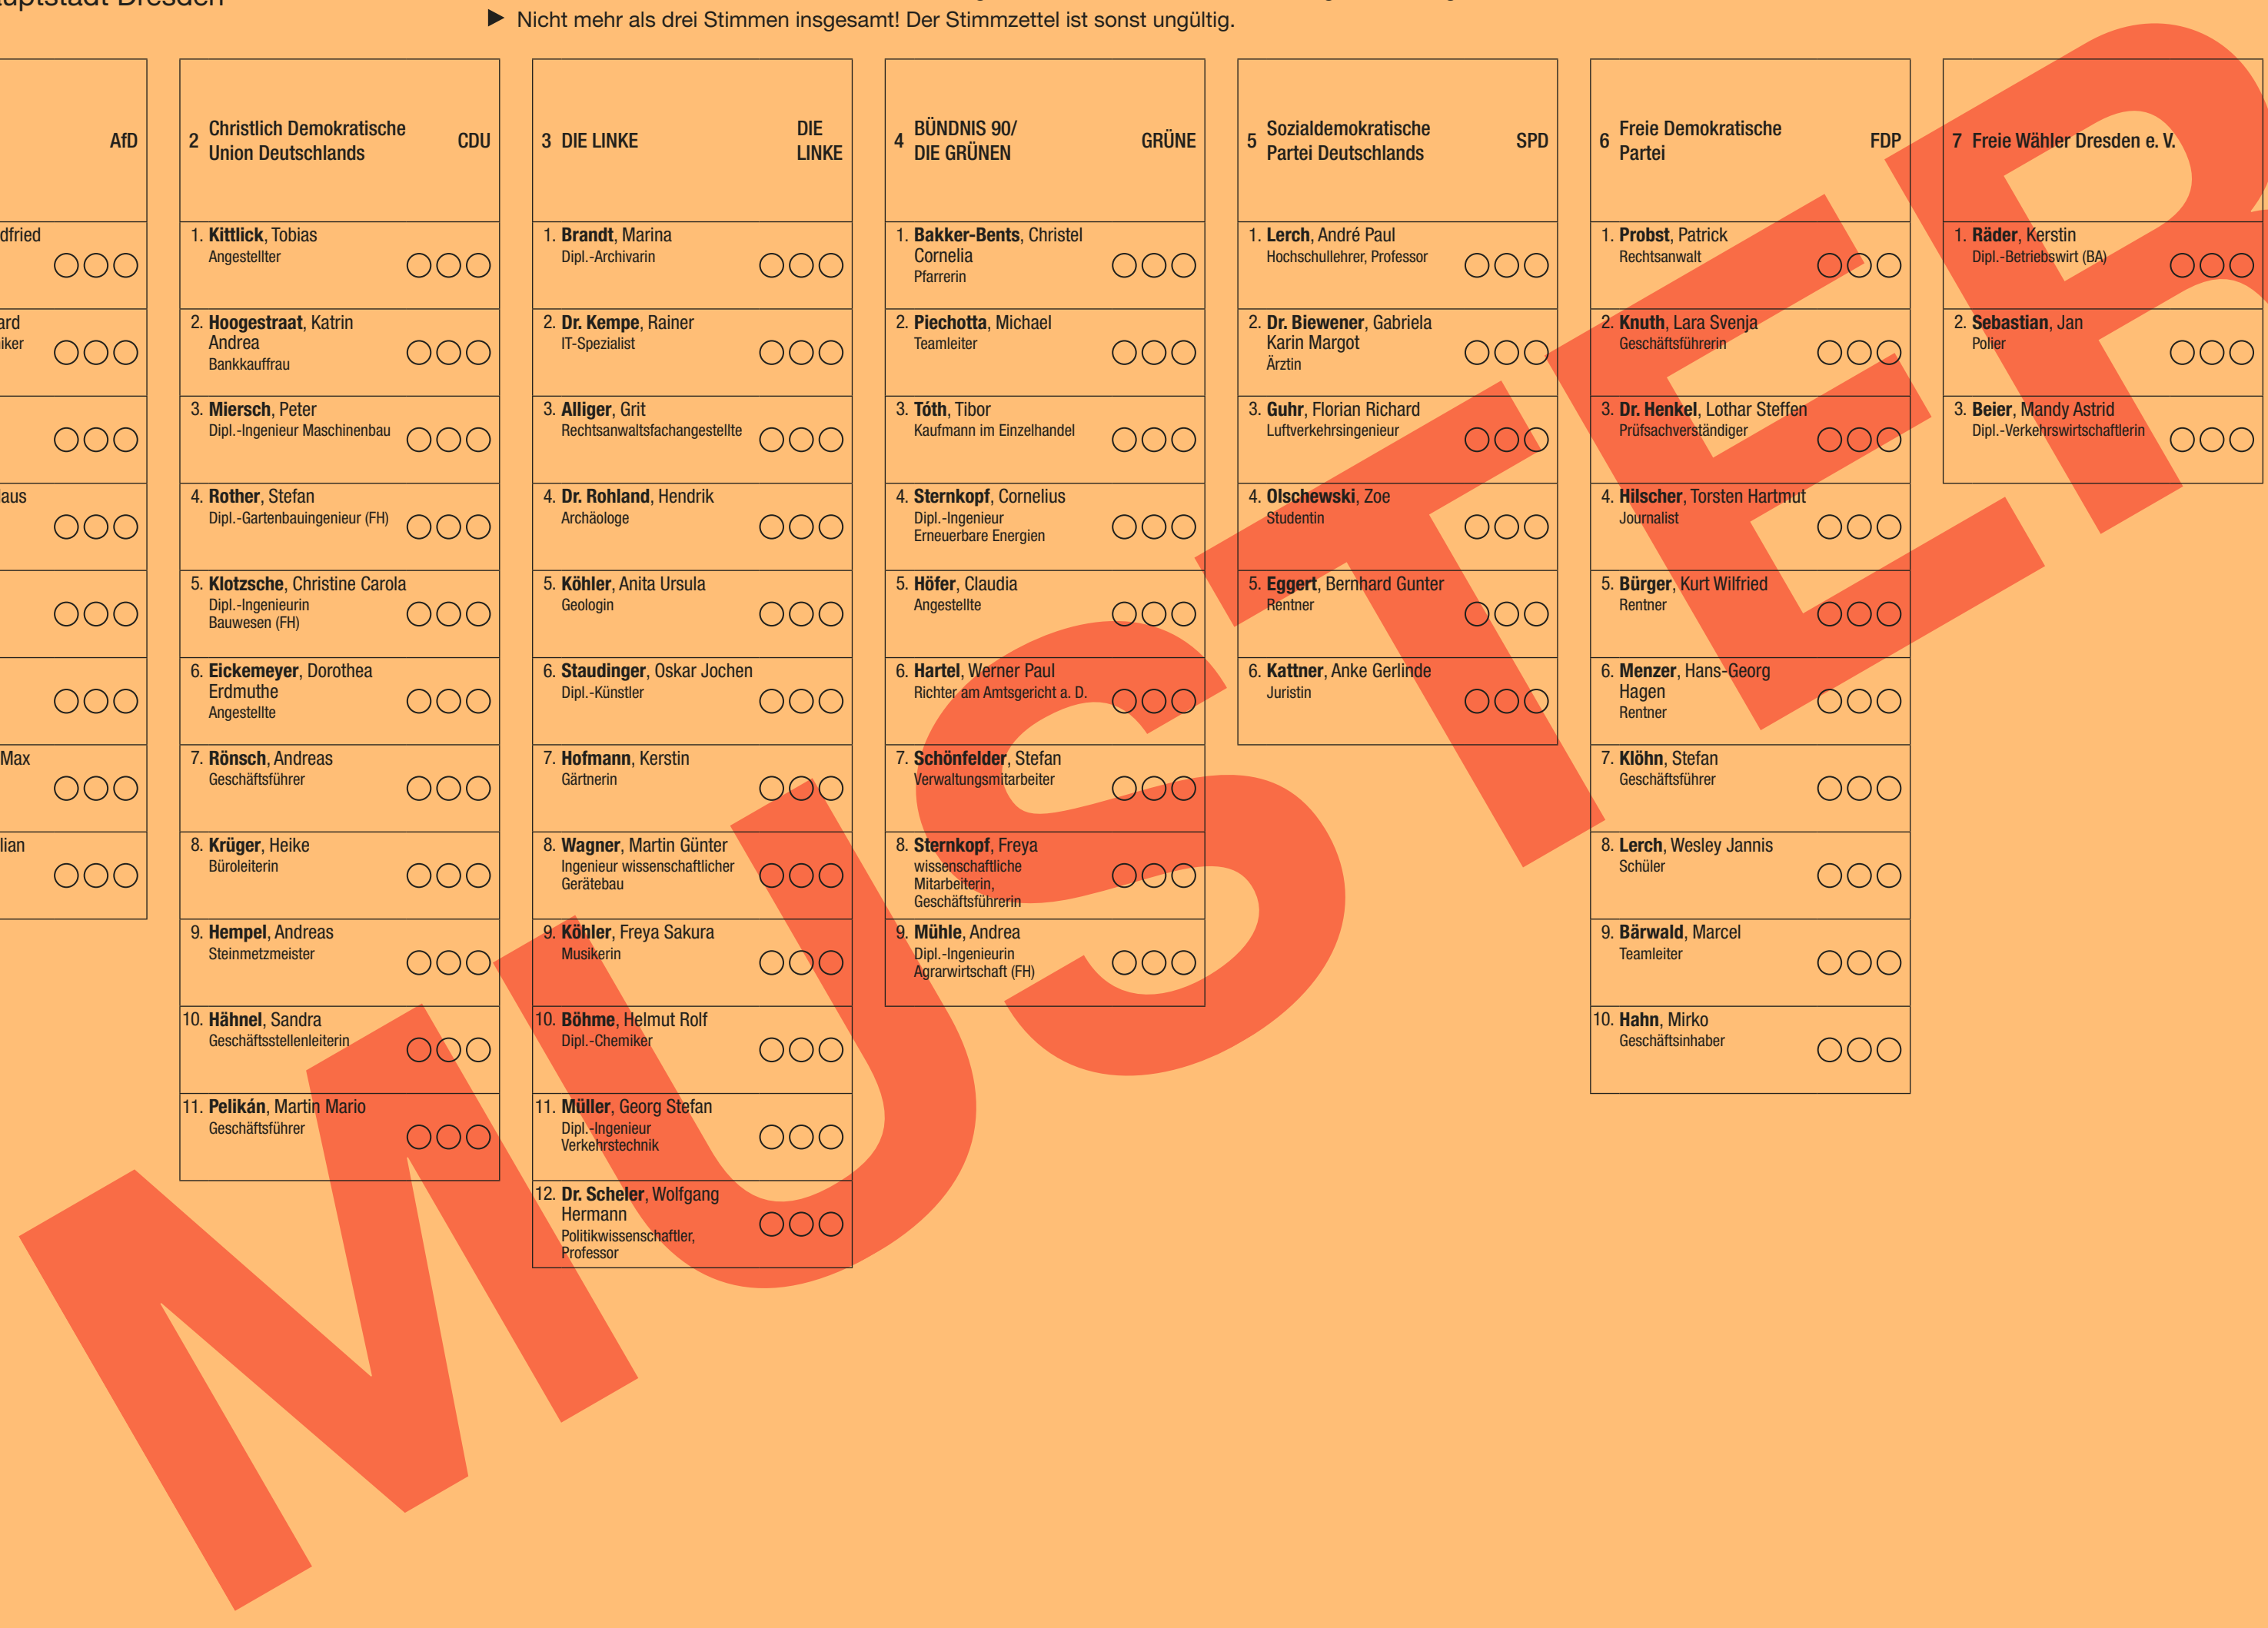 Hauptstadt Dresden
▶ Nicht mehr als drei Stimmen insgesamt! Der Stimmzettel ist sonst ungültig.
AfD
dfried
ard
iker
aus
Max
lian
2 Christlich Demokratische
Union Deutschlands
CDU
1. Kittlick, Tobias
Angestellter
2. Hoogestraat, Katrin
Andrea
Bankkauffrau
3. Miersch, Peter
Dipl.-Ingenieur Maschinenbau
4. Rother, Stefan
Dipl.-Gartenbauingenieur (FH)
5. Klotzsche, Christine Carola
Dipl.-Ingenieurin
Bauwesen (FH)
6. Eickemeyer, Dorothea
Erdmuthe
Angestellte
7. Rönsch, Andreas
Geschäftsführer
8. Krüger, Heike
Büroleiterin
9. Hempel, Andreas
Steinmetzmeister
10. Hähnel, Sandra
Geschäftsstellenleiterin
11. Pelikán, Martin Mario
Geschäftsführer
3 DIE LINKE
DIE
LINKE
1. Brandt, Marina
Dipl.-Archivarin
2. Dr. Kempe, Rainer
IT-Spezialist
3. Alliger, Grit
Rechtsanwaltsfachangestellte
4. Dr. Rohland, Hendrik
Archäologe
5. Köhler, Anita Ursula
Geologin
6. Staudinger, Oskar Jochen
Dipl.-Künstler
7. Hofmann, Kerstin
Gärtnerin
8. Wagner, Martin Günter
Ingenieur wissenschaftlicher
Gerätebau
9. Köhler, Freya Sakura
Musikerin
10. Böhme, Helmut Rolf
Dipl.-Chemiker
11. Müller, Georg Stefan
Dipl.-Ingenieur
Verkehrstechnik
12. Dr. Scheler, Wolfgang
Hermann
Politikwissenschaftler,
Professor
4 BÜNDNIS 90/
DIE GRÜNEN
GRÜNE
1. Bakker-Bents, Christel
Cornelia
Pfarrerin
2. Piechotta, Michael
Teamleiter
3. Tóth, Tibor
Kaufmann im Einzelhandel
4. Sternkopf, Cornelius
Dipl.-Ingenieur
Erneuerbare Energien
5. Höfer, Claudia
Angestellte
6. Hartel, Werner Paul
Richter am Amtsgericht a. D.
7. Schönfelder, Stefan
Verwaltungsmitarbeiter
8. Sternkopf, Freya
wissenschaftliche
Mitarbeiterin,
Geschäftsführerin
9. Mühle, Andrea
Dipl.-Ingenieurin
Agrarwirtschaft (FH)
5 Sozialdemokratische
Partei Deutschlands
SPD
1. Lerch, André Paul
Hochschullehrer, Professor
2. Dr. Biewener, Gabriela
Karin Margot
Ärztin
3. Guhr, Florian Richard
Luftverkehrsingenieur
4. Olschewski, Zoe
Studentin
5. Eggert, Bernhard Gunter
Rentner
6. Kattner, Anke Gerlinde
Juristin
6 Freie Demokratische
Partei
FDP
1. Probst, Patrick
Rechtsanwalt
2. Knuth, Lara Svenja
Geschäftsführerin
3. Dr. Henkel, Lothar Steffen
Prüfsachverständiger
4. Hilscher, Torsten Hartmut
Journalist
5. Bürger, Kurt Wilfried
Rentner
6. Menzer, Hans-Georg
Hagen
Rentner
7. Klöhn, Stefan
Geschäftsführer
8. Lerch, Wesley Jannis
Schüler
9. Bärwald, Marcel
Teamleiter
10. Hahn, Mirko
Geschäftsinhaber
7 Freie Wähler Dresden e. V.
1. Räder, Kerstin
Dipl.-Betriebswirt (BA)
2. Sebastian, Jan
Polier
3. Beier, Mandy Astrid
Dipl.-Verkehrswirtschaftlerin
MUSTER